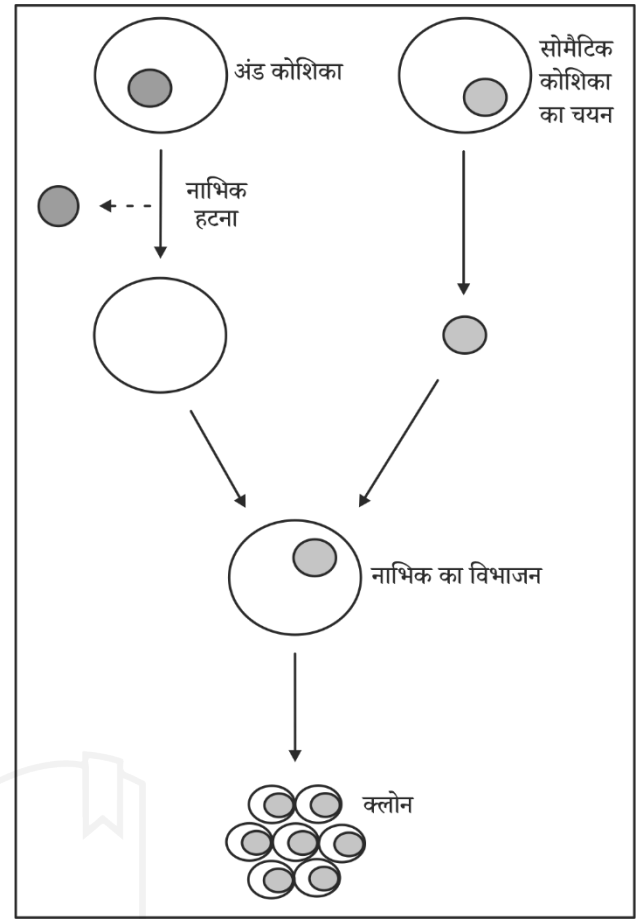 अंड कोशिका
सोमैटिक
कोशिका
का चयन
नाभिक
हटना
नाभिक का विभाजन
क्लोन